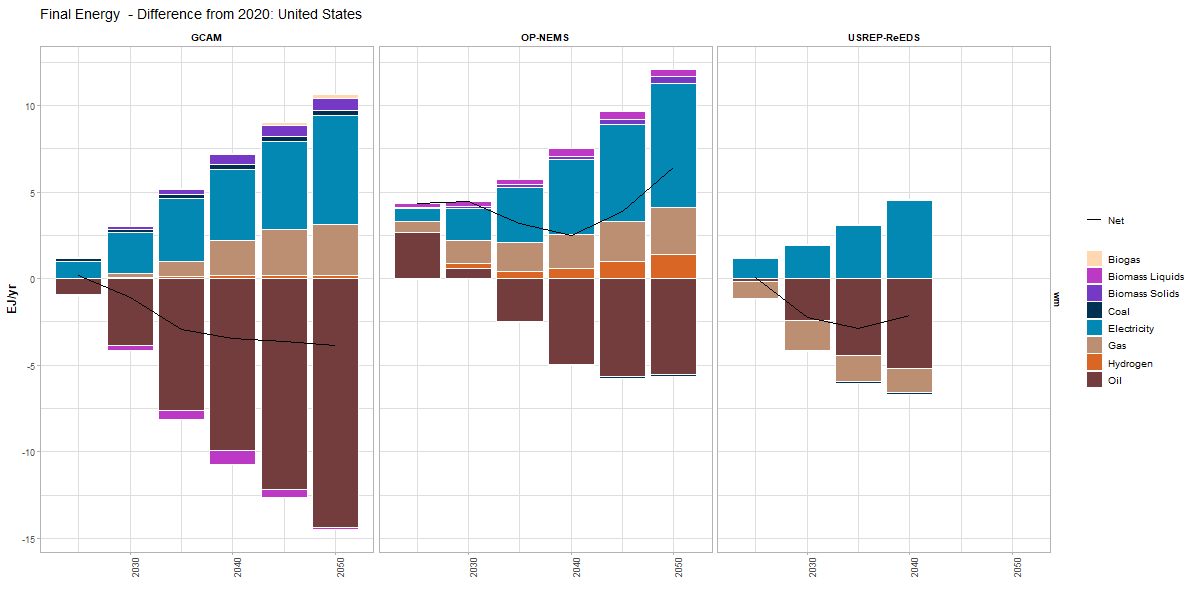 Final Energy  - Difference from 2020: United States
GCAM
OP-NEMS
USREP-ReEDS
10
5
0
-5
-10
-15
EJ/yr
2030
2040
2050
2030
2040
2050
2030
2040
2050
wm
Net
Biogas
Biomass Liquids
Biomass Solids
Coal
Electricity
Gas
Hydrogen
Oil